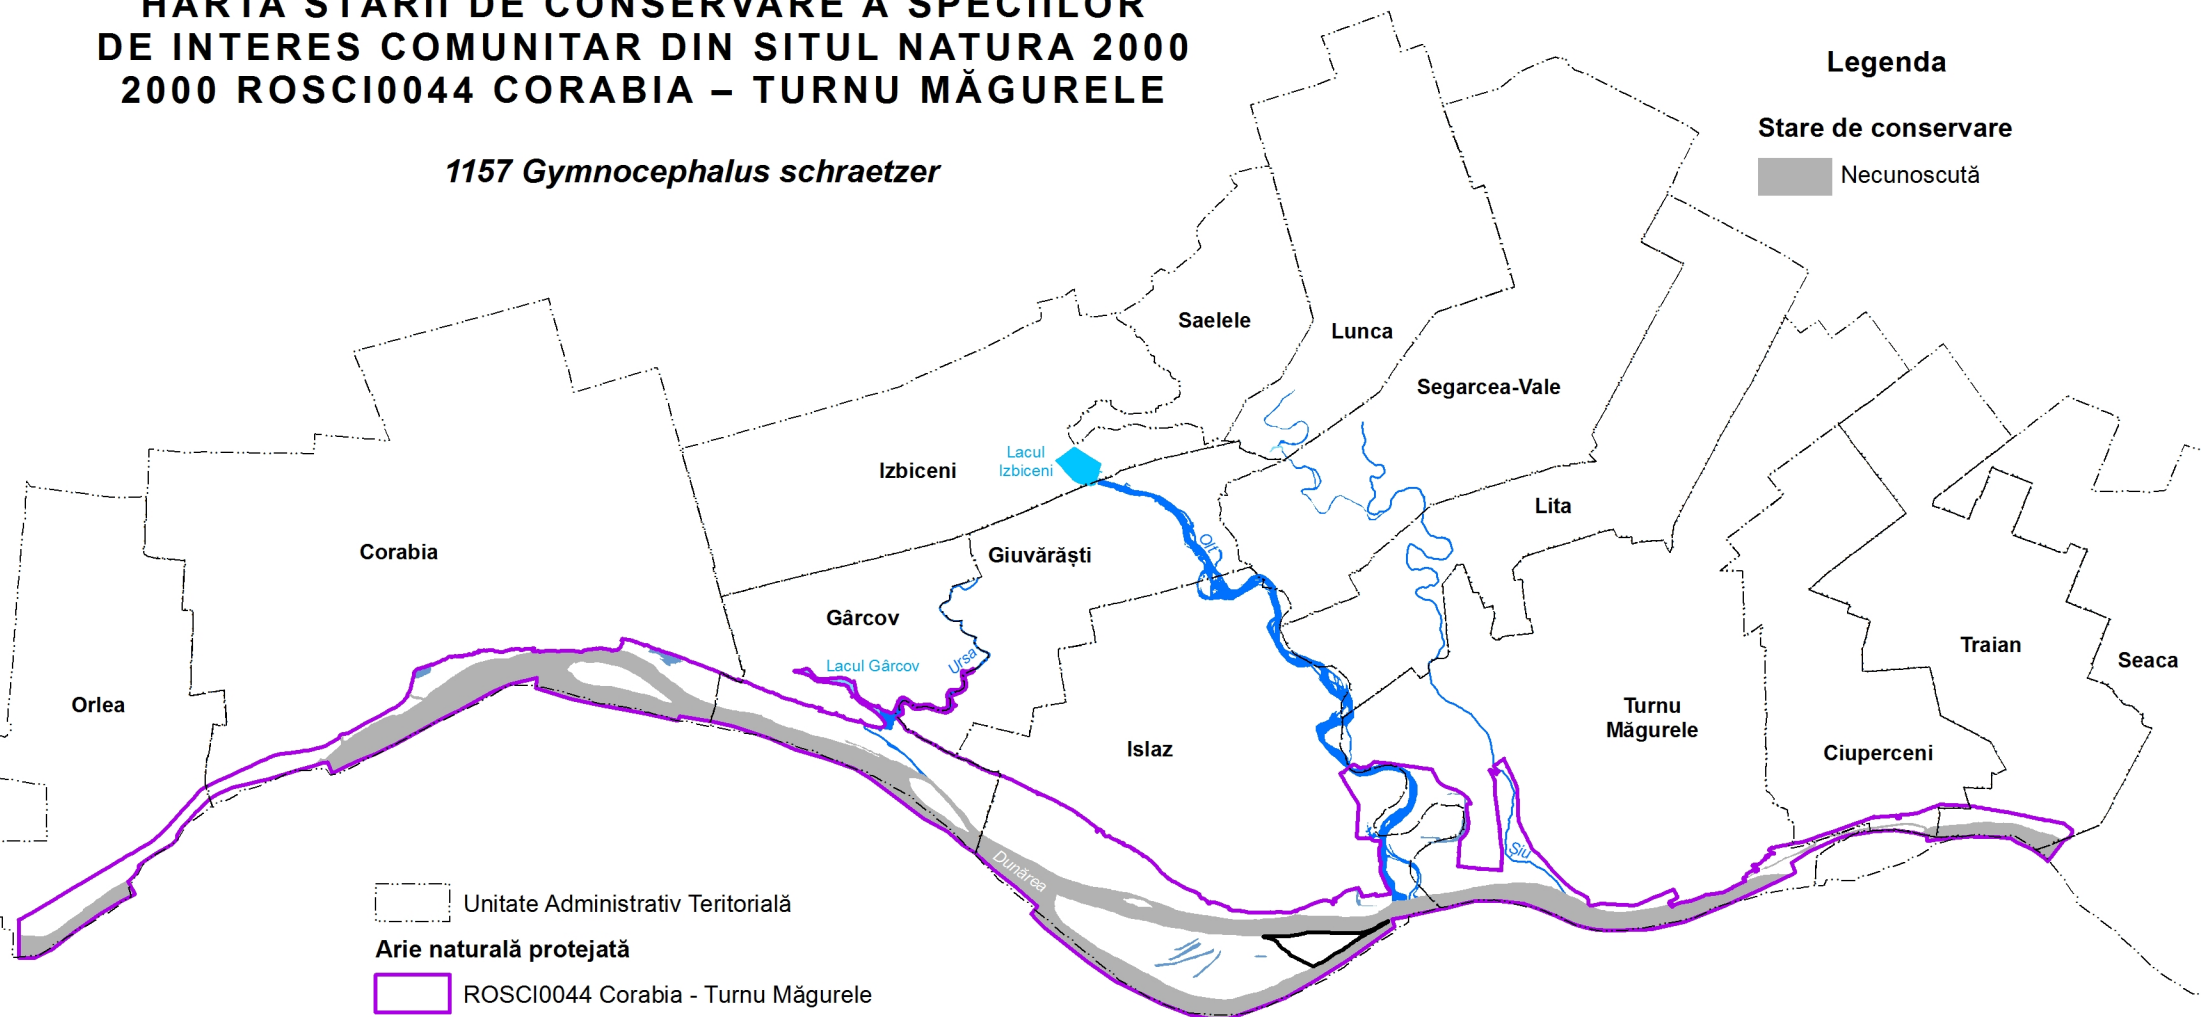 HARTA STĂRII DE CONSERVARE A SPECIILOR
DE INTERES COMUNITAR DIN SITUL NATURA 2000
2000 ROSCI0044 CORABIA – TURNU MĂGURELE
1157 Gymnocephalus schraetzer
Legenda
Stare de conservare
Necunoscută
Saelele
Lunca
Segarcea-Vale
Izbiceni
Lacul
Izbiceni
Lita
Corabia
Giuvărăști
Olt
Gârcov
Lacul Gârcov
Ursa
Traian
Seaca
Orlea
Turnu
Măgurele
Islaz
Ciuperceni
Șiu
Dunărea
Unitate Administrativ Teritorială
Arie naturală protejată
ROSCI0044 Corabia - Turnu Măgurele